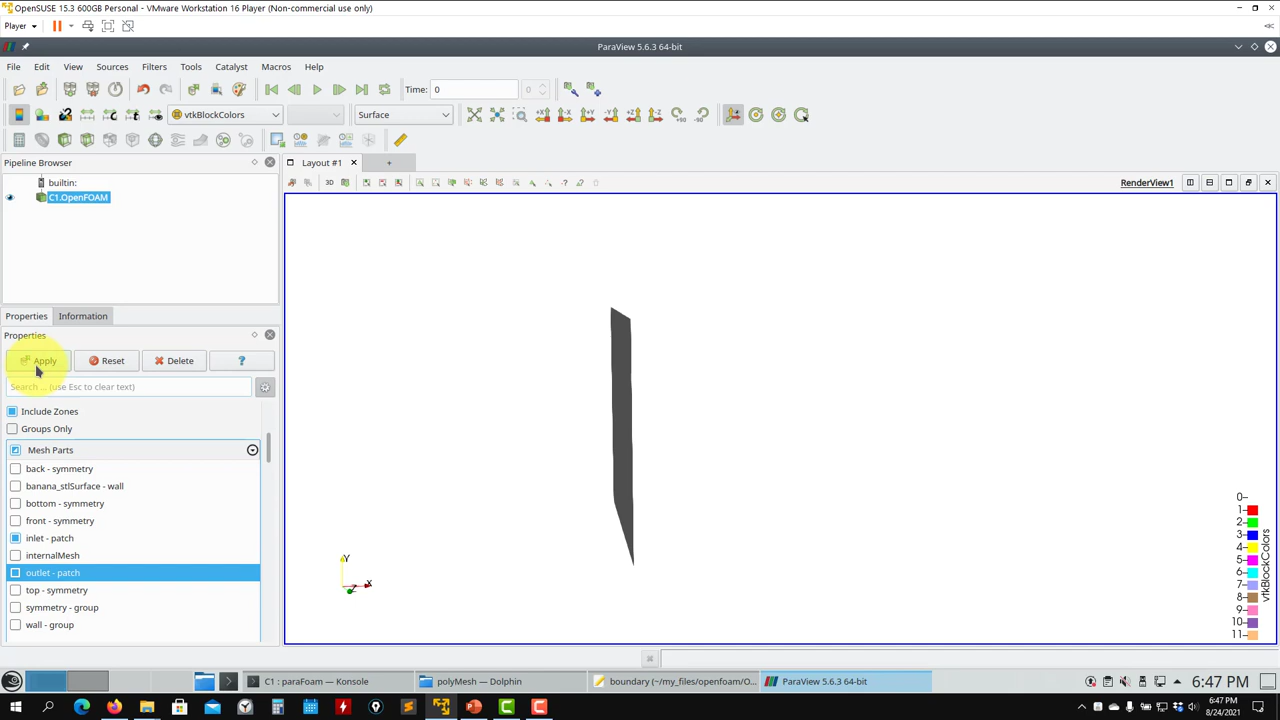 OpenSUSE 15.3 600GB Personal - VMware Workstation 16 Player (Non-commercial use only)
Player
ParaView 5.6.3 64-bit
File Edit View Sources Filters Tools Catalyst Macros Help
Time: 0 0
vtkBlockColors Surface +X -X +Y -Y +Z -Z +90 -90
Pipeline Browser
Layout #1 +
builtin:
C1.OpenFOAM
3D RenderView1
Properties Information
Properties
Apply Reset Delete ?
Search ... (use Esc to clear text)
Include Zones
Groups Only
Mesh Parts
back - symmetry
banana_stlSurface - wall
bottom - symmetry
front - symmetry
inlet - patch
internalMesh
outlet - patch
top - symmetry
symmetry - group
wall - group
Y
X
Z
0
1
2
3
4
5
6
7
8
9
10
11
vtkBlockColors
C1 : paraFoam — Konsole polyMesh — Dolphin boundary (~/my_files/openfoam/O... ParaView 5.6.3 64-bit 6:47 PM
6:47 PM
8/24/2021